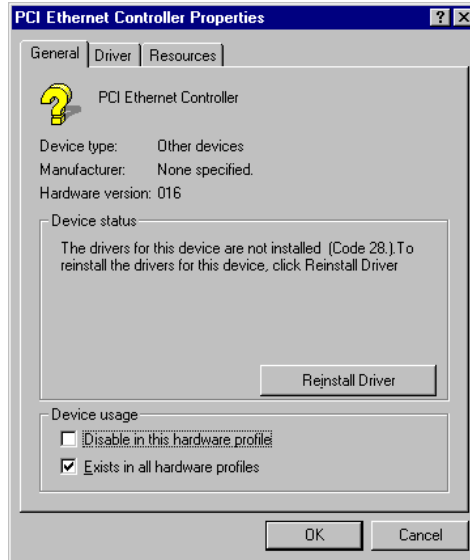 PCI Ethernet Controller Properties
General Driver Resources
PCI Ethernet Controller
Device type: Other devices
Manufacturer: None specified.
Hardware version: 016
Device status
The drivers for this device are not installed (Code 28.).To
reinstall the drivers for this device, click Reinstall Driver
Reinstall Driver
Device usage
Disable in this hardware profile
Exists in all hardware profiles
OK Cancel